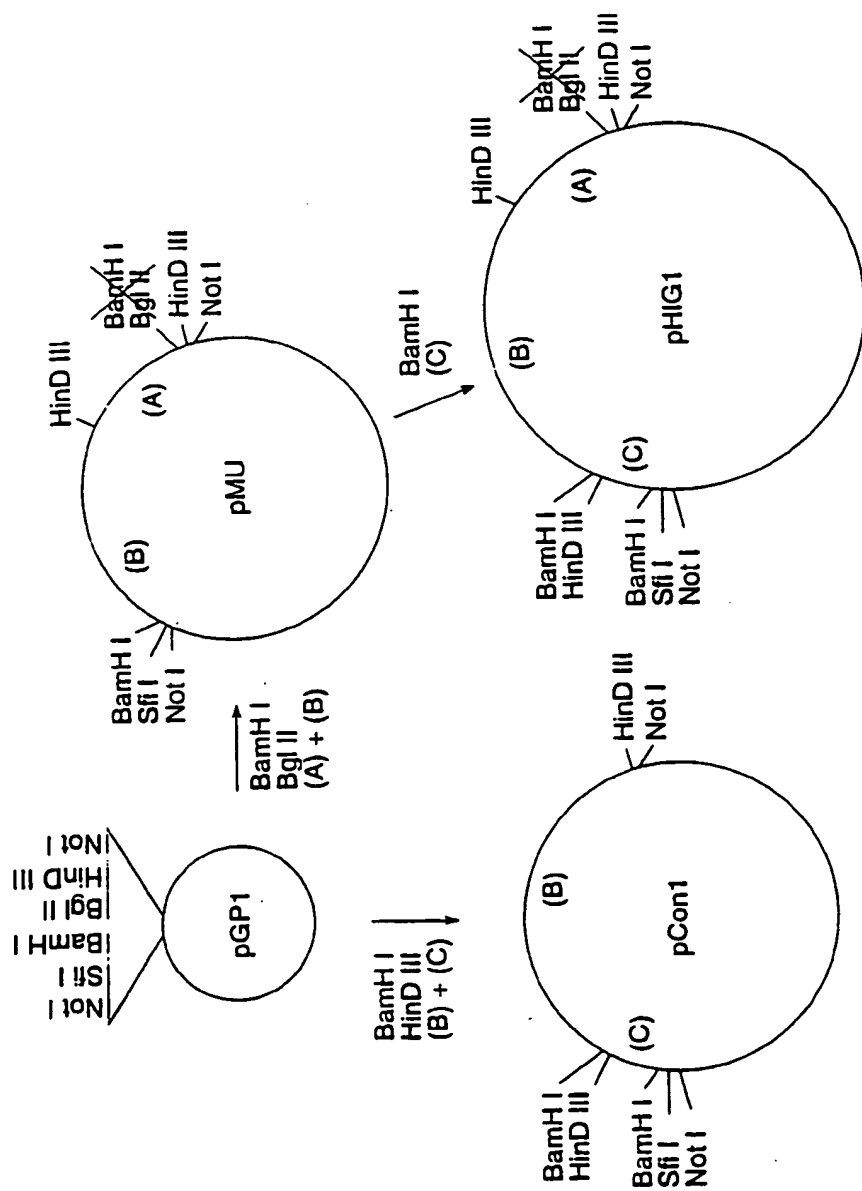 Not I
Sfi I
BamH I
Bgl II
HinD III
Not I
pGP1
BamH I
Bgl II
(A) + (B)
BamH I
Sfi I
Not I
(B)
HinD III
(A)
BamH I
Bgl II
HinD III
Not I
pMU
BamH I
HinD III
(B) + (C)
BamH I
(C)
BamH I
HinD III
BamH I
Sfi I
Not I
(C)
(B)
HinD III
Not I
pCon1
BamH I
HinD III
BamH I
Sfi I
Not I
(C)
(B)
HinD III
(A)
BamH I
Bgl II
HinD III
Not I
pHIG1